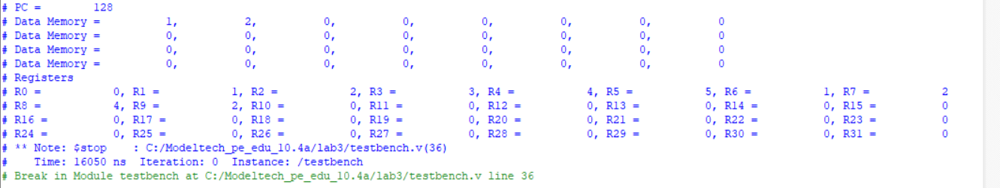 # PC = 128
# Data Memory = 1, 2, 0, 0, 0, 0, 0, 0
# Data Memory = 0, 0, 0, 0, 0, 0, 0, 0
# Data Memory = 0, 0, 0, 0, 0, 0, 0, 0
# Data Memory = 0, 0, 0, 0, 0, 0, 0, 0
# Registers
# R0 = 0, R1 = 1, R2 = 2, R3 = 3, R4 = 4, R5 = 5, R6 = 1, R7 = 2
# R8 = 4, R9 = 2, R10 = 0, R11 = 0, R12 = 0, R13 = 0, R14 = 0, R15 = 0
# R16 = 0, R17 = 0, R18 = 0, R19 = 0, R20 = 0, R21 = 0, R22 = 0, R23 = 0
# R24 = 0, R25 = 0, R26 = 0, R27 = 0, R28 = 0, R29 = 0, R30 = 0, R31 = 0
# ** Note: $stop : C:/Modeltech_pe_edu_10.4a/lab3/testbench.v(36)
# Time: 16050 ns Iteration: 0 Instance: /testbench
# Break in Module testbench at C:/Modeltech_pe_edu_10.4a/lab3/testbench.v line 36